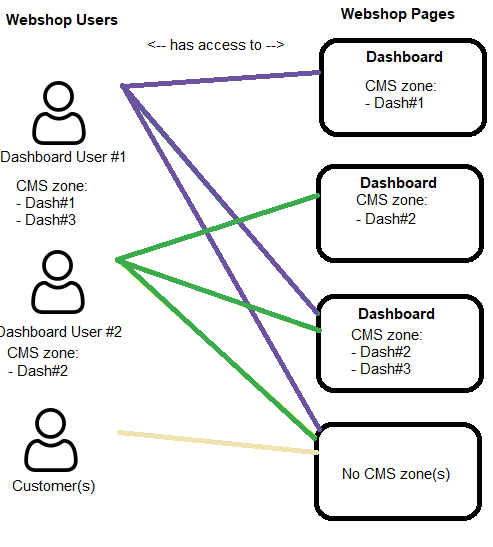 Webshop Users
Webshop Pages
<-- has access to -->
Dashboard User #1
CMS zone:
- Dash#1
- Dash#3
Dashboard User #2
CMS zone:
- Dash#2
Customer(s)
Dashboard
CMS zone:
- Dash#1
Dashboard
CMS zone:
- Dash#2
Dashboard
CMS zone:
- Dash#2
- Dash#3
No CMS zone(s)